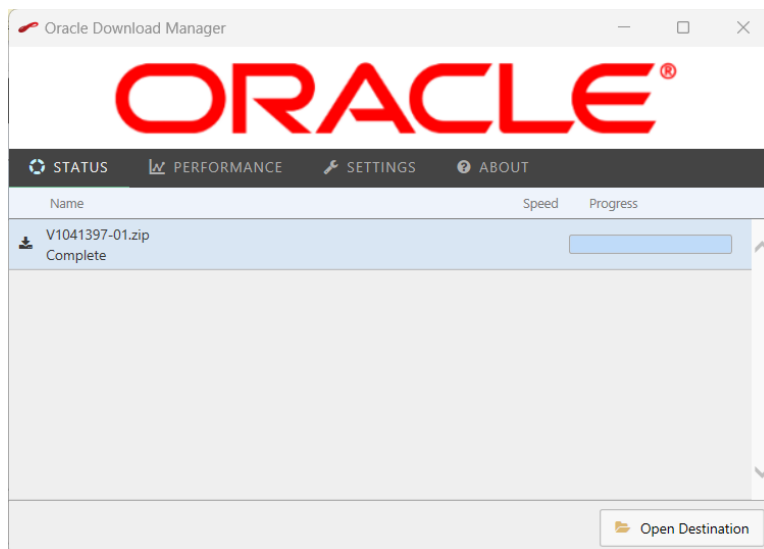 Oracle Download Manager
ORACLE®
STATUS PERFORMANCE SETTINGS ABOUT
Name Speed Progress
V1041397-01.zip
Complete
Open Destination